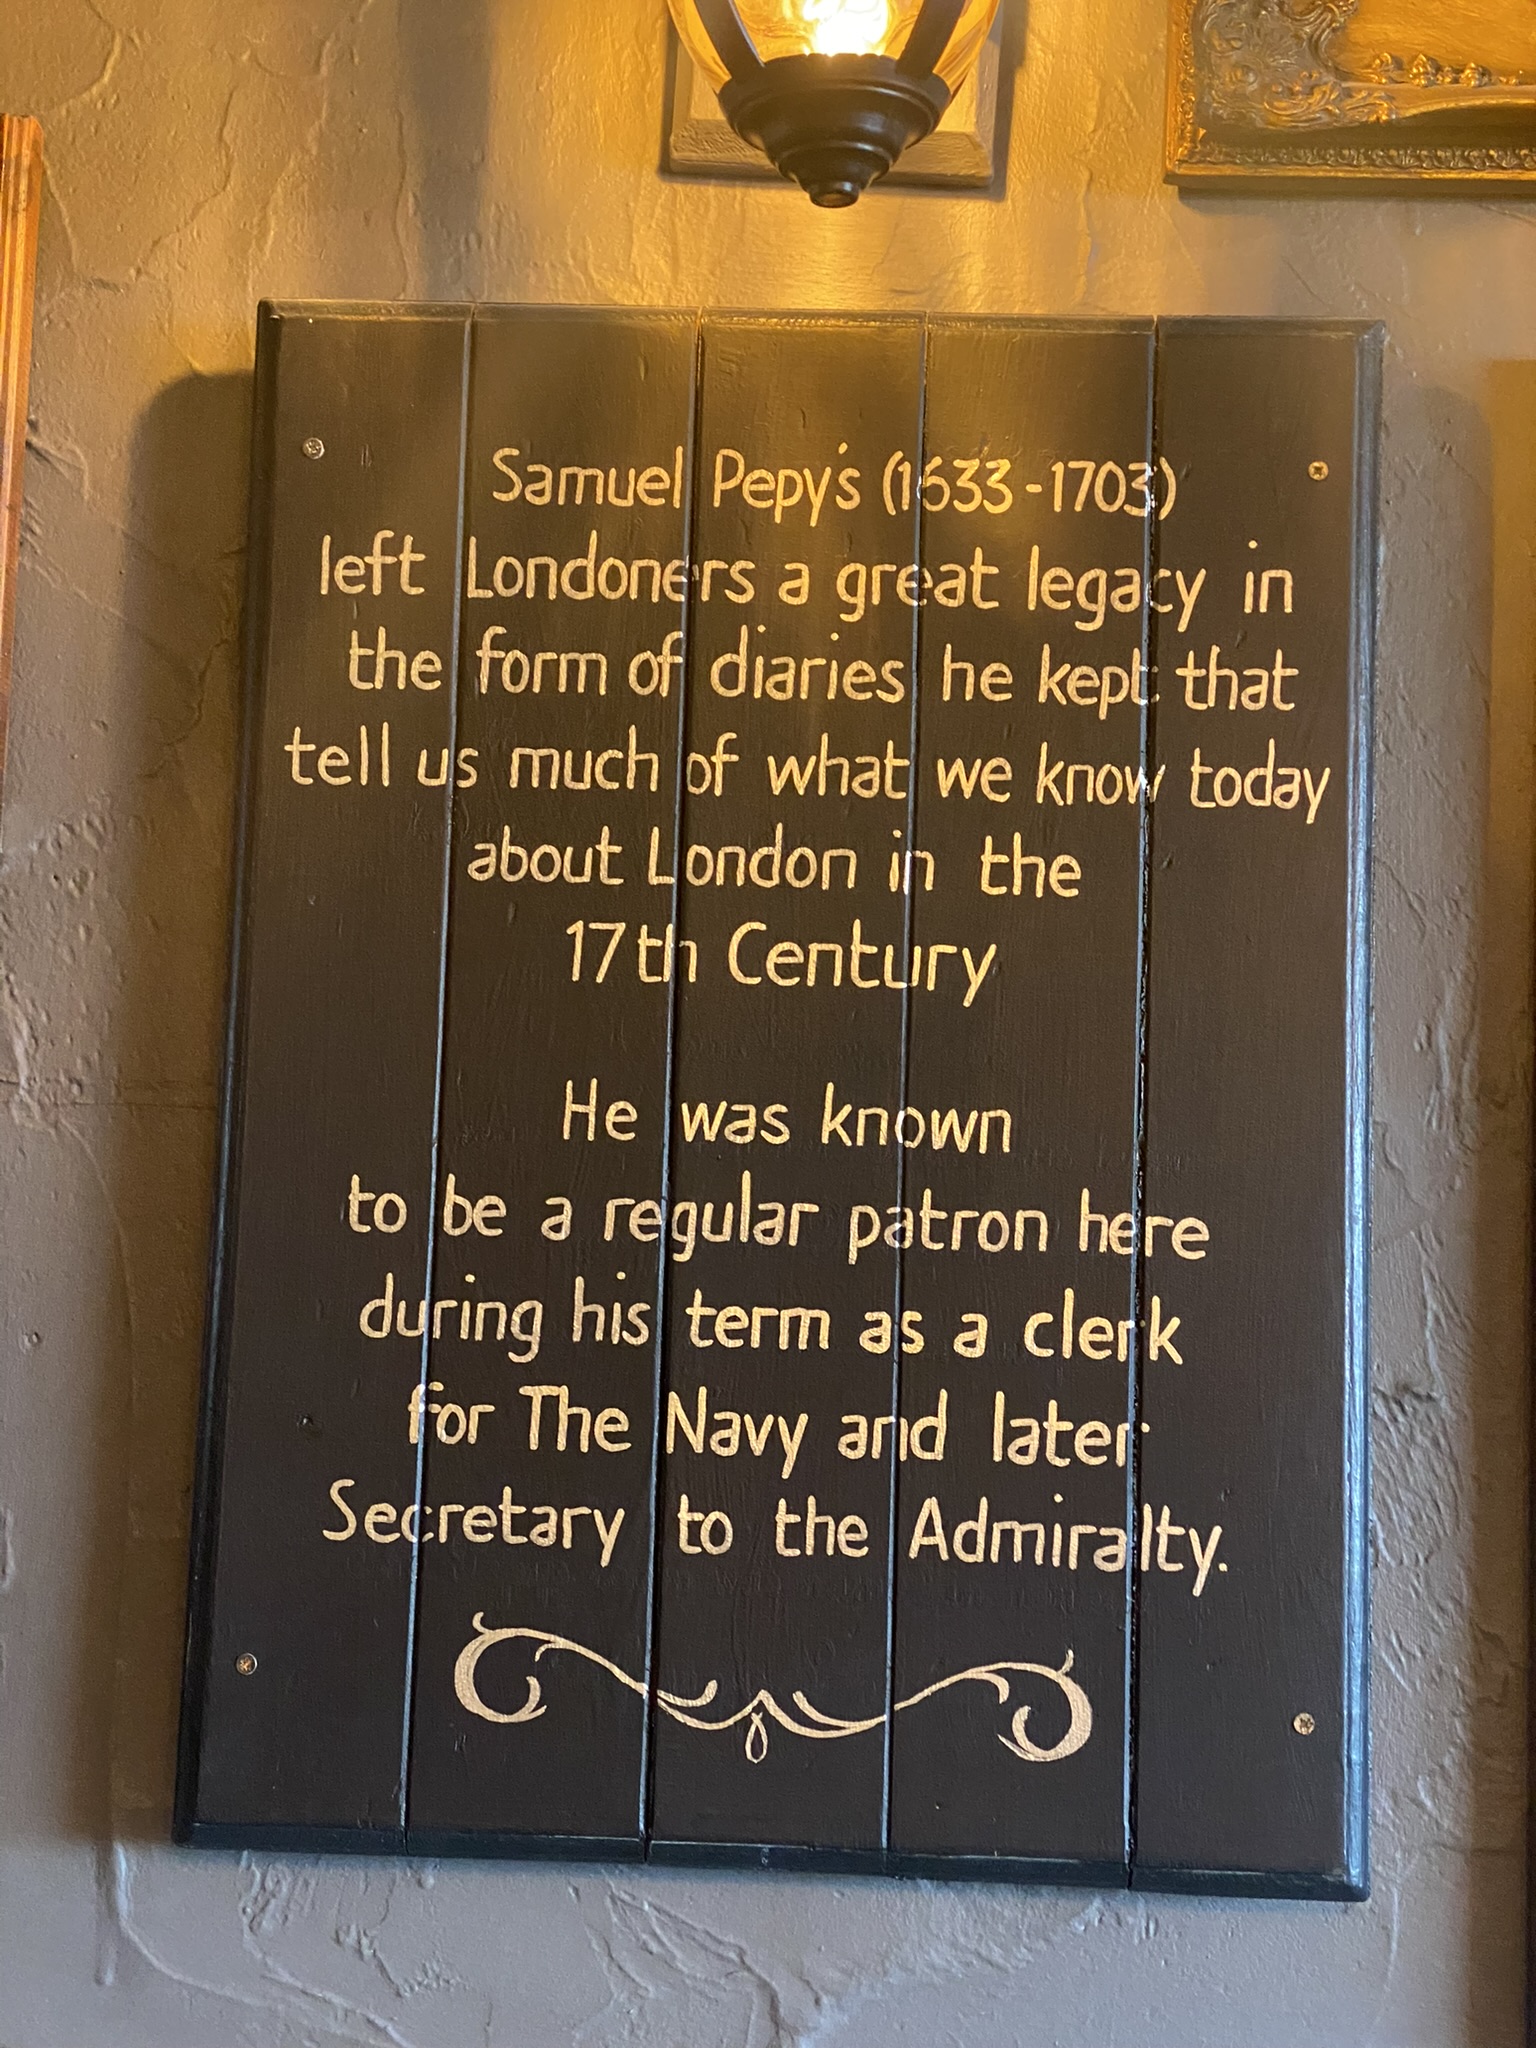 Samuel Pepy's (1633-1703)
left Londoners a great legacy in
the form of diaries he kept that
tell us much of what we know today
about London in the
17th Century
He was known
to be a regular patron here
during his term as a clerk
for The Navy and later
Secretary to the Admiralty.